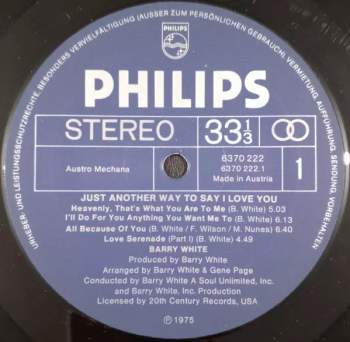 URHEBER- UND LEISTUNGSSCHUTZRECHTE, BESONDERS VERVIELFÄLTIGUNG (AUSSER ZUM PERSÖNLICHEN GEBRAUCH), VERMIETUNG, AUFFÜHRUNG, SENDUNG, VORBEHALTEN
PHILIPS
PHILIPS
STEREO 33 1/3
Austro Mechana
6370 222
6370 222.1
Made in Austria
1
JUST ANOTHER WAY TO SAY I LOVE YOU
Heavenly, That's What You Are To Me (B. White) 5.03
I'll Do For You Anything You Want Me To (B. White) 6.13
All Because Of You (B. White / F. Wilson / M. Nunes) 6.40
Love Serenade (Part I) (B. White) 4.49
BARRY WHITE
Produced by Barry White
Arranged by Barry White & Gene Page
Conducted by Barry White A Soul Unlimited, Inc.
and Barry White, Inc. Production
Licensed by 20th Century Records, USA
Ⓟ 1975